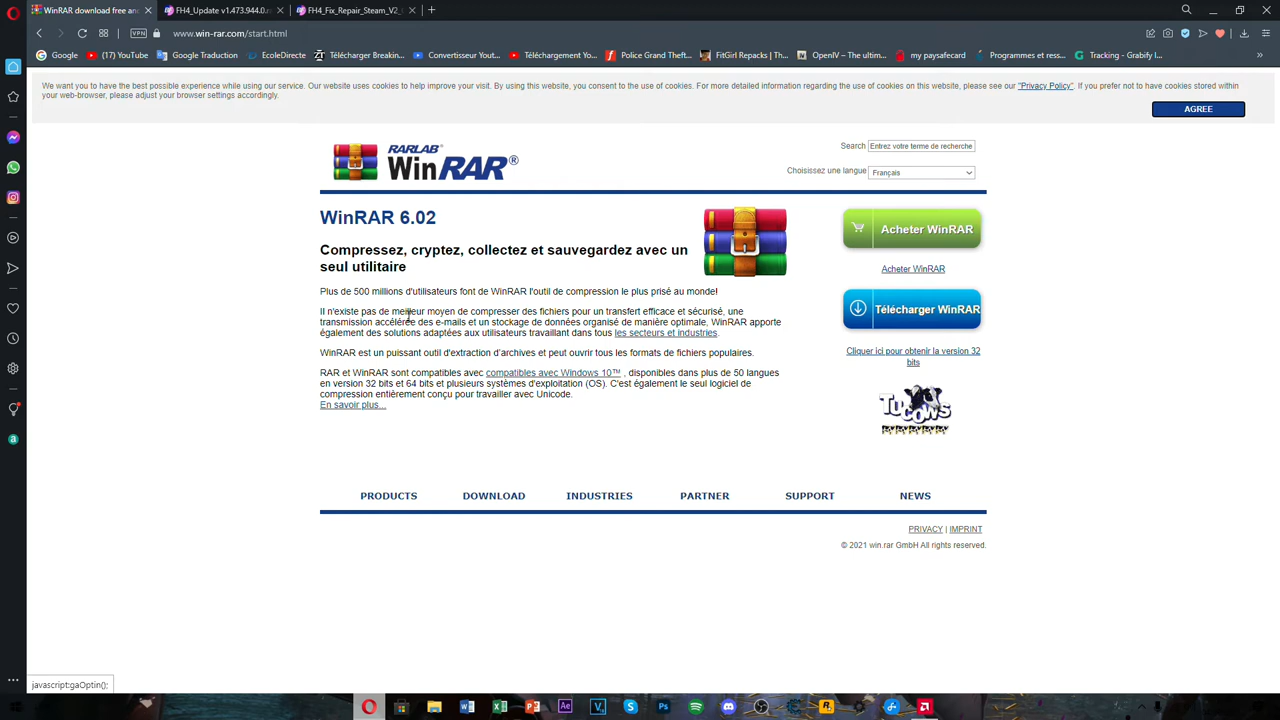 WinRAR download free an
FH4_Update v1.473.944.0.r
FH4_Fix_Repair_Steam_V2_
VPN
www.win-rar.com/start.html
Google
(17) YouTube
Google Traduction
EcoleDirecte
Télécharger Breakin...
Convertisseur Yout...
Téléchargement Yo...
Police Grand Theft...
FitGirl Repacks | The...
OpenIV – The ultim...
my paysafecard
Programmes et ress...
Tracking - Grabify I...
We want you to have the best possible experience while using our service. Our website uses cookies to help improve your visit. By using this website, you consent to the use of cookies. For more detailed information regarding the use of cookies on this website, please see our "Privacy Policy". If you prefer not to have cookies stored within
your web-browser, please adjust your browser settings accordingly.
AGREE
RARLAB®
WinRAR®
Search Entrez votre terme de recherche
Choisissez une langue Français
WinRAR 6.02
Compressez, cryptez, collectez et sauvegardez avec un
seul utilitaire
Plus de 500 millions d'utilisateurs font de WinRAR l'outil de compression le plus prisé au monde!
Il n'existe pas de meilleur moyen de compresser des fichiers pour un transfert efficace et sécurisé, une
transmission accélérée des e-mails et un stockage de données organisé de manière optimale, WinRAR apporte
également des solutions adaptées aux utilisateurs travaillant dans tous les secteurs et industries.
WinRAR est un puissant outil d'extraction d'archives et peut ouvrir tous les formats de fichiers populaires.
RAR et WinRAR sont compatibles avec compatibles avec Windows 10™ , disponibles dans plus de 50 langues
en version 32 bits et 64 bits et plusieurs systèmes d'exploitation (OS). C'est également le seul logiciel de
compression entièrement conçu pour travailler avec Unicode.
En savoir plus...
Acheter WinRAR
Acheter WinRAR
Télécharger WinRAR
Cliquer ici pour obtenir la version 32
bits
TUCOWS
PRODUCTS
DOWNLOAD
INDUSTRIES
PARTNER
SUPPORT
NEWS
PRIVACY | IMPRINT
© 2021 win.rar GmbH All rights reserved.
javascript:gaOptin();